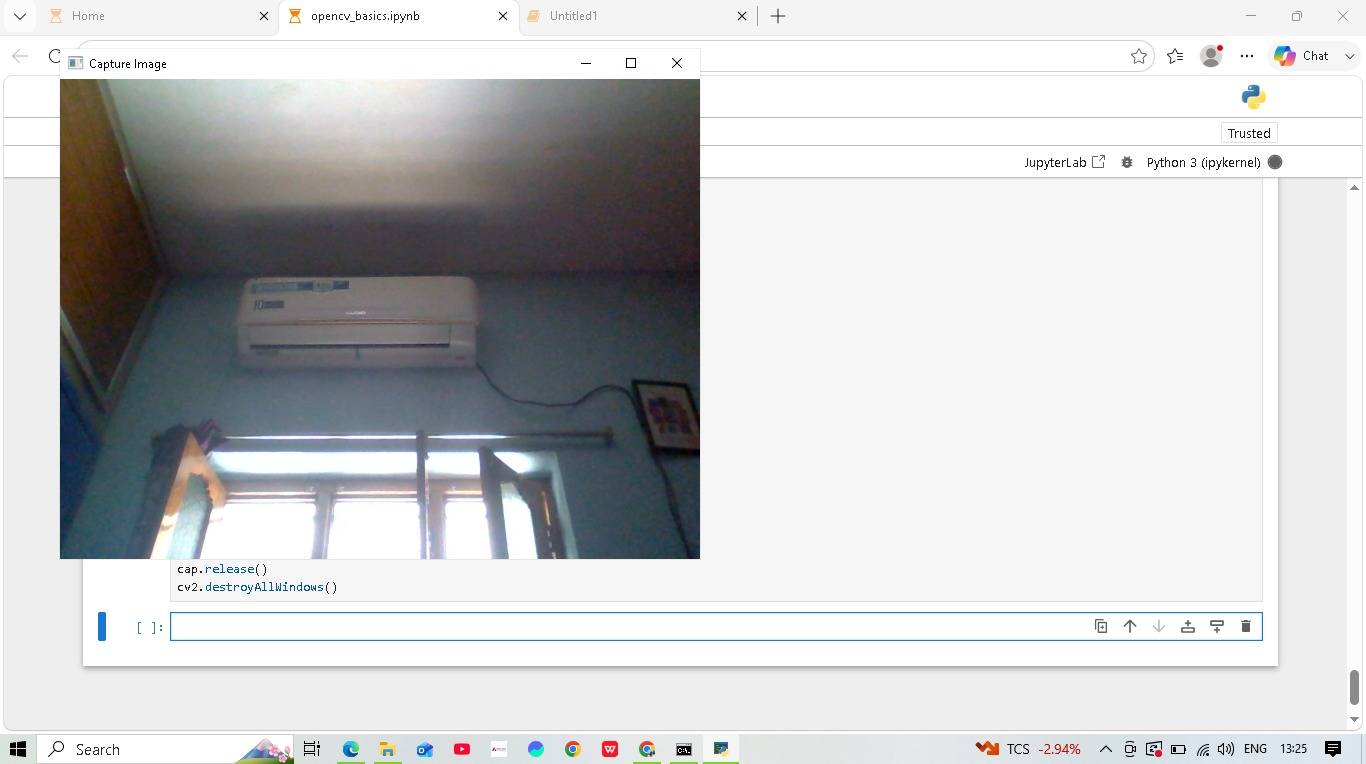 Home
opencv_basics.ipynb
Untitled1
Chat
Capture Image
Trusted
JupyterLab
Python 3 (ipykernel)
cap.release()
cv2.destroyAllWindows()
[ ]:
Search
TCS -2.94%
ENG
13:25